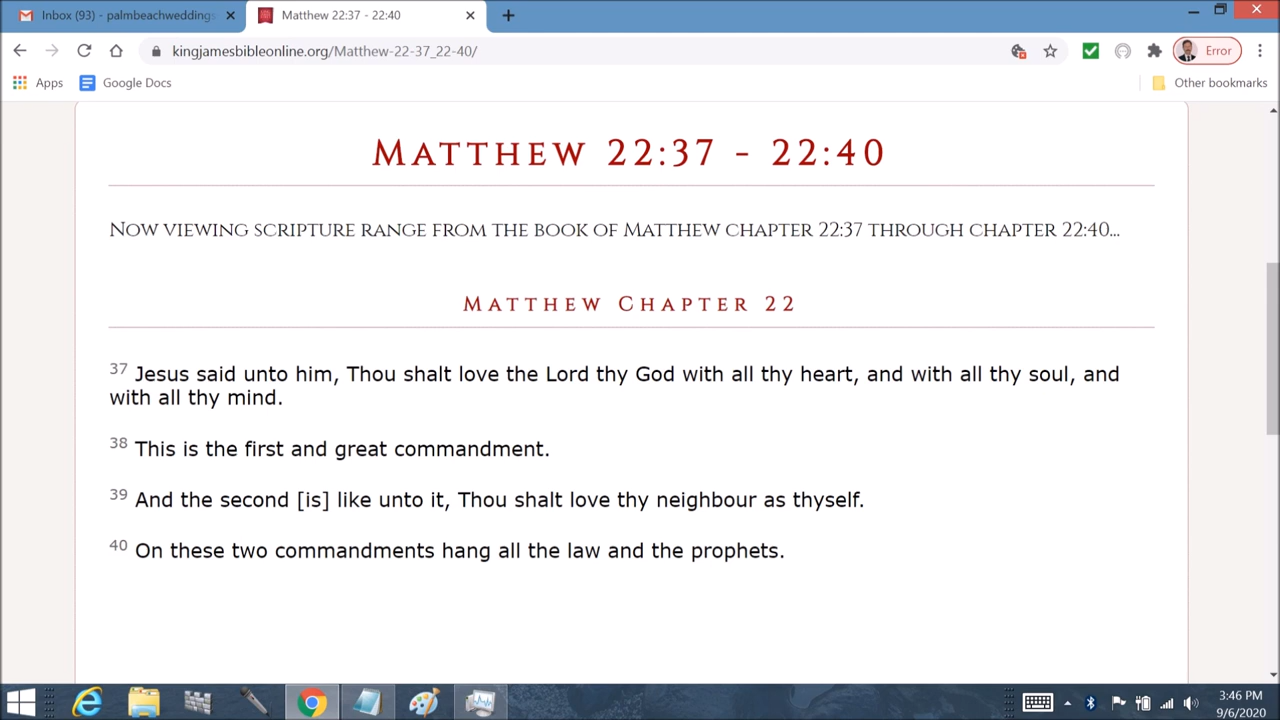 Inbox (93) - palmbeachweddings
Matthew 22:37 - 22:40
kingjamesbibleonline.org/Matthew-22-37_22-40/
Error
Apps
Google Docs
Other bookmarks
Matthew 22:37 - 22:40
Now viewing scripture range from the book of Matthew chapter 22:37 through chapter 22:40...
Matthew Chapter 22
37 Jesus said unto him, Thou shalt love the Lord thy God with all thy heart, and with all thy soul, and
with all thy mind.
38 This is the first and great commandment.
39 And the second [is] like unto it, Thou shalt love thy neighbour as thyself.
40 On these two commandments hang all the law and the prophets.
3:46 PM
9/6/2020